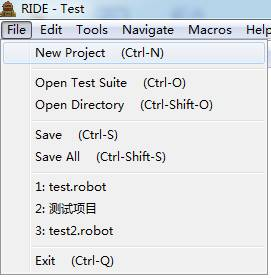 RIDE - Test
File Edit Tools Navigate Macros Help
New Project (Ctrl-N)
Open Test Suite (Ctrl-O)
Open Directory (Ctrl-Shift-O)
Save (Ctrl-S)
Save All (Ctrl-Shift-S)
1: test.robot
2: 测试项目
3: test2.robot
Exit (Ctrl-Q)